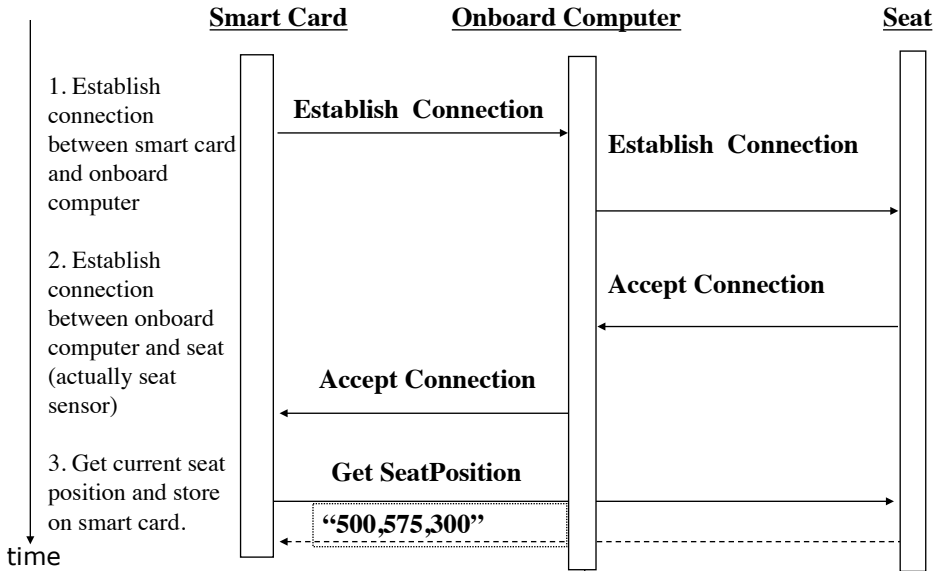 Smart Card
Onboard Computer
Seat
1. Establish
connection
between smart card
and onboard
computer
Establish  Connection
Establish  Connection
2. Establish
connection
between onboard
computer and seat
(actually seat
sensor)
Accept Connection
Accept Connection
3. Get current seat
position and store
on smart card.
Get SeatPosition
“500,575,300”
time